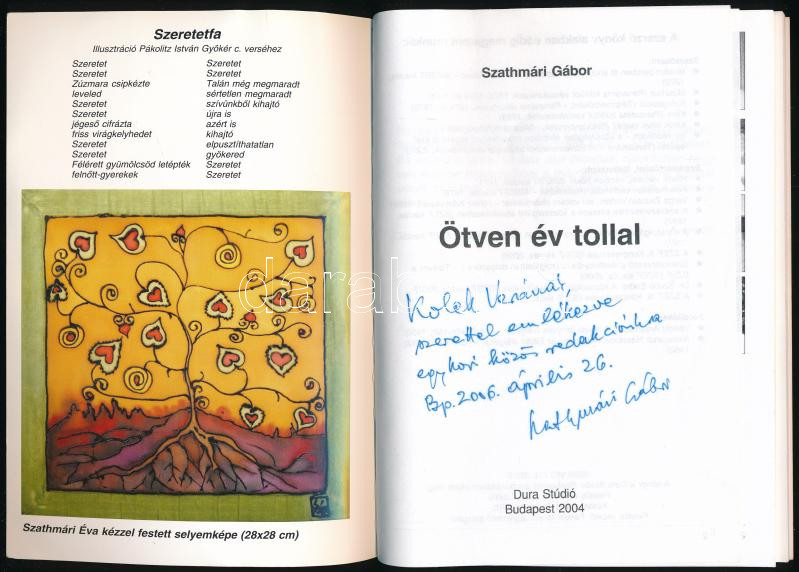 Szeretetfa
Illusztráció Pákolitz István Gyökér c. verséhez
Szeretet
Szeretet
Zúzmara csipkézte
leveled
Szeretet
Szeretet
jégeső cifrázta
friss virágkelyhedet
Szeretet
Szeretet
Félérett gyümölcsöd letépték
felnőtt-gyerekek
Szeretet
Szeretet
Talán még megmaradt
sértetlen megmaradt
szívünkből kihajtó
újra is
azért is
kihajtó
elpusztíthatatlan
gyökered
Szeretet
Szeretet
Szathmári Éva kézzel festett selyemképe (28x28 cm)
Szathmári Gábor
Ötven év tollal
Kolek
szeretettel emlékezve
egykori közös redakciónkra
Bp. 2006. április 26.
Szathmári Gábor
Dura Stúdió
Budapest 2004